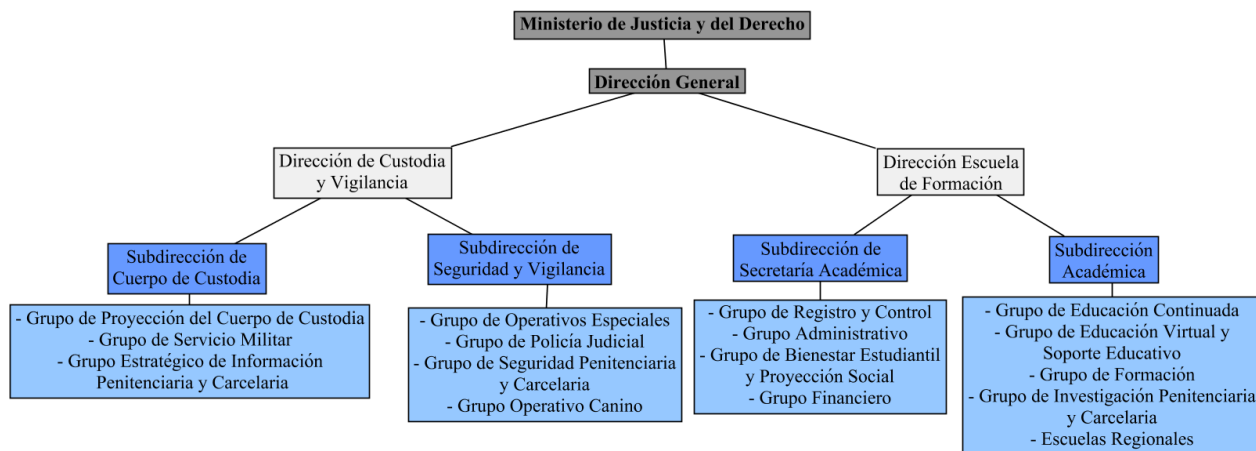 Ministerio de Justicia y del Derecho
Dirección General
Dirección de Custodia
y Vigilancia
Dirección Escuela
de Formación
Subdirección de
Cuerpo de Custodia
Subdirección de
Seguridad y Vigilancia
Subdirección de
Secretaría Académica
Subdirección
Académica
- Grupo de Proyección del Cuerpo de Custodia
- Grupo de Servicio Militar
- Grupo Estratégico de Información
Penitenciaria y Carcelaria
- Grupo de Operativos Especiales
- Grupo de Policía Judicial
- Grupo de Seguridad Penitenciaria
y Carcelaria
- Grupo Operativo Canino
- Grupo de Registro y Control
- Grupo Administrativo
- Grupo de Bienestar Estudiantil
y Proyección Social
- Grupo Financiero
- Grupo de Educación Continuada
- Grupo de Educación Virtual y
Soporte Educativo
- Grupo de Formación
- Grupo de Investigación Penitenciaria
y Carcelaria
- Escuelas Regionales